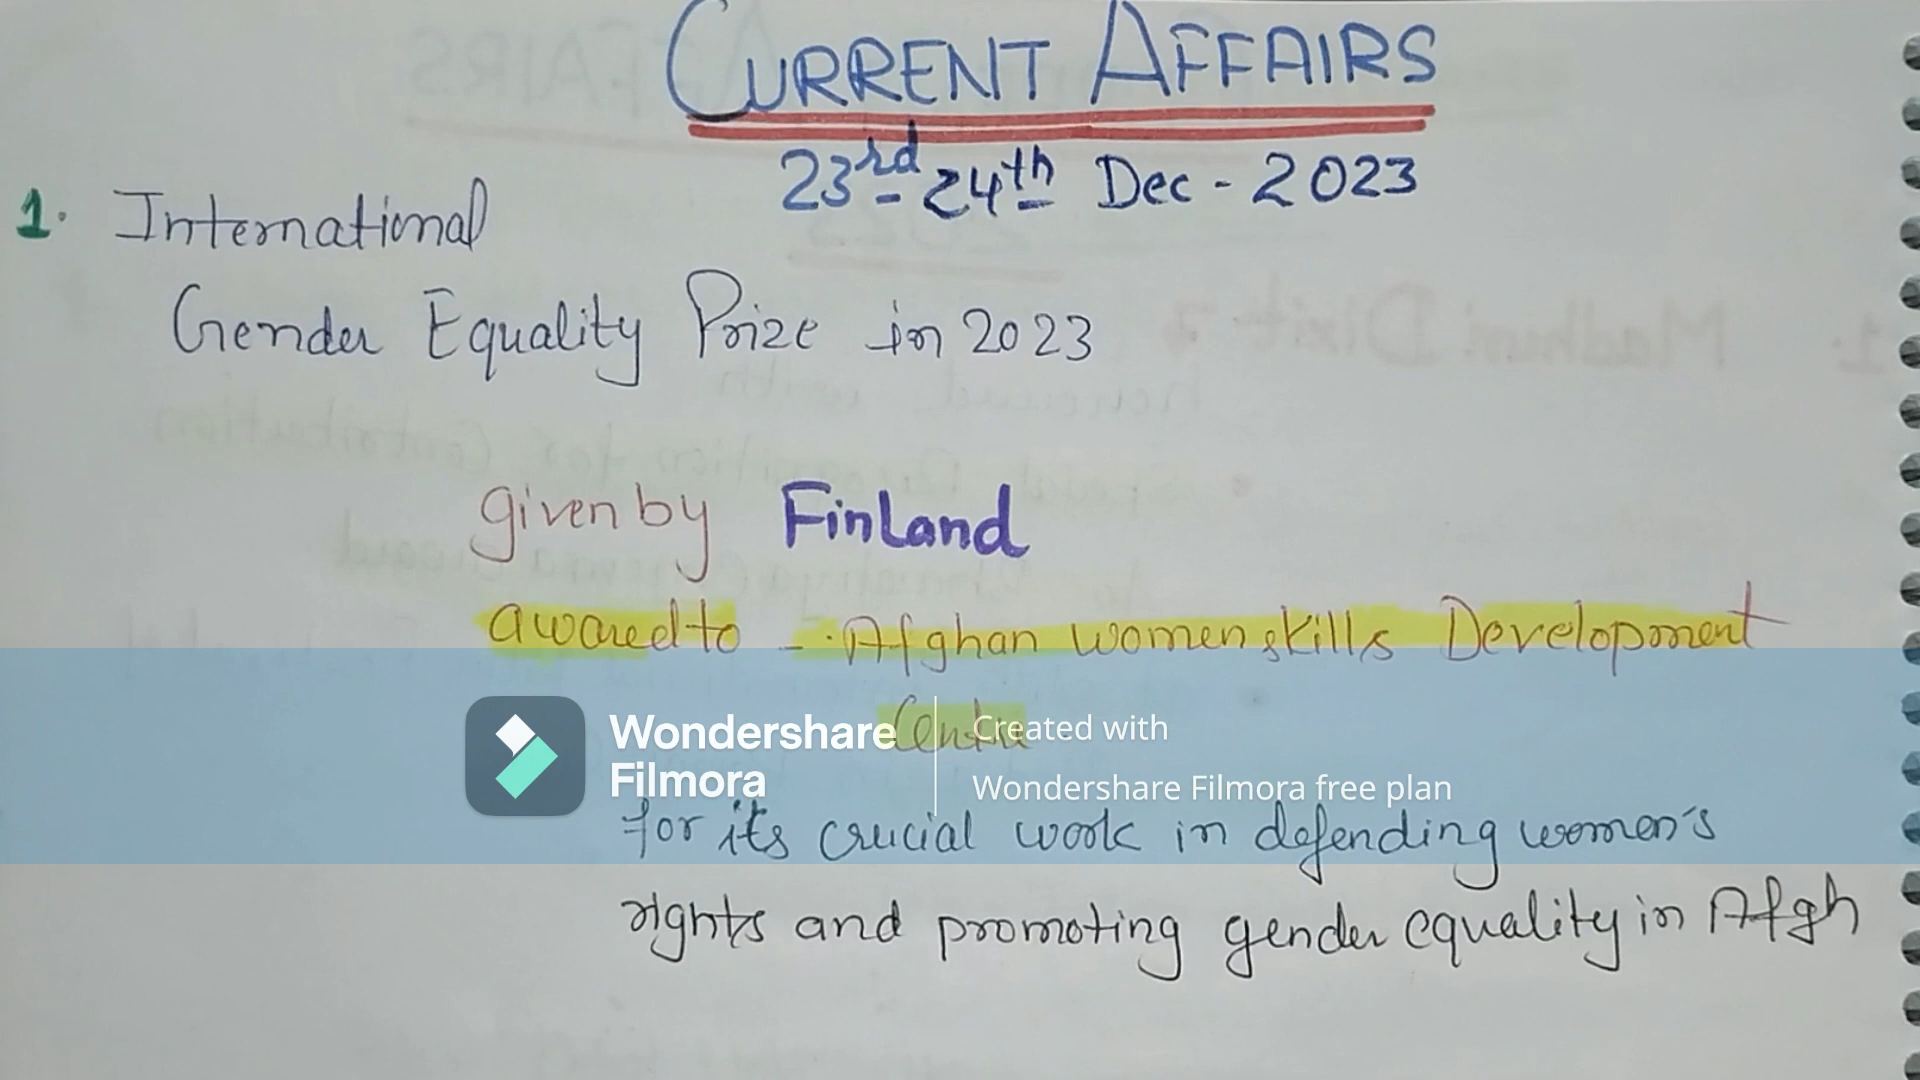 CURRENT AFFAIRS
23rd - 24th Dec - 2023
1. International
Gender Equality Prize in 2023
given by Finland
awared to - Afghan women skills Development
Centre
Wondershare
Filmora
Created with
Wondershare Filmora free plan
for its crucial work in defending women's
rights and promoting gender equality in Afgh